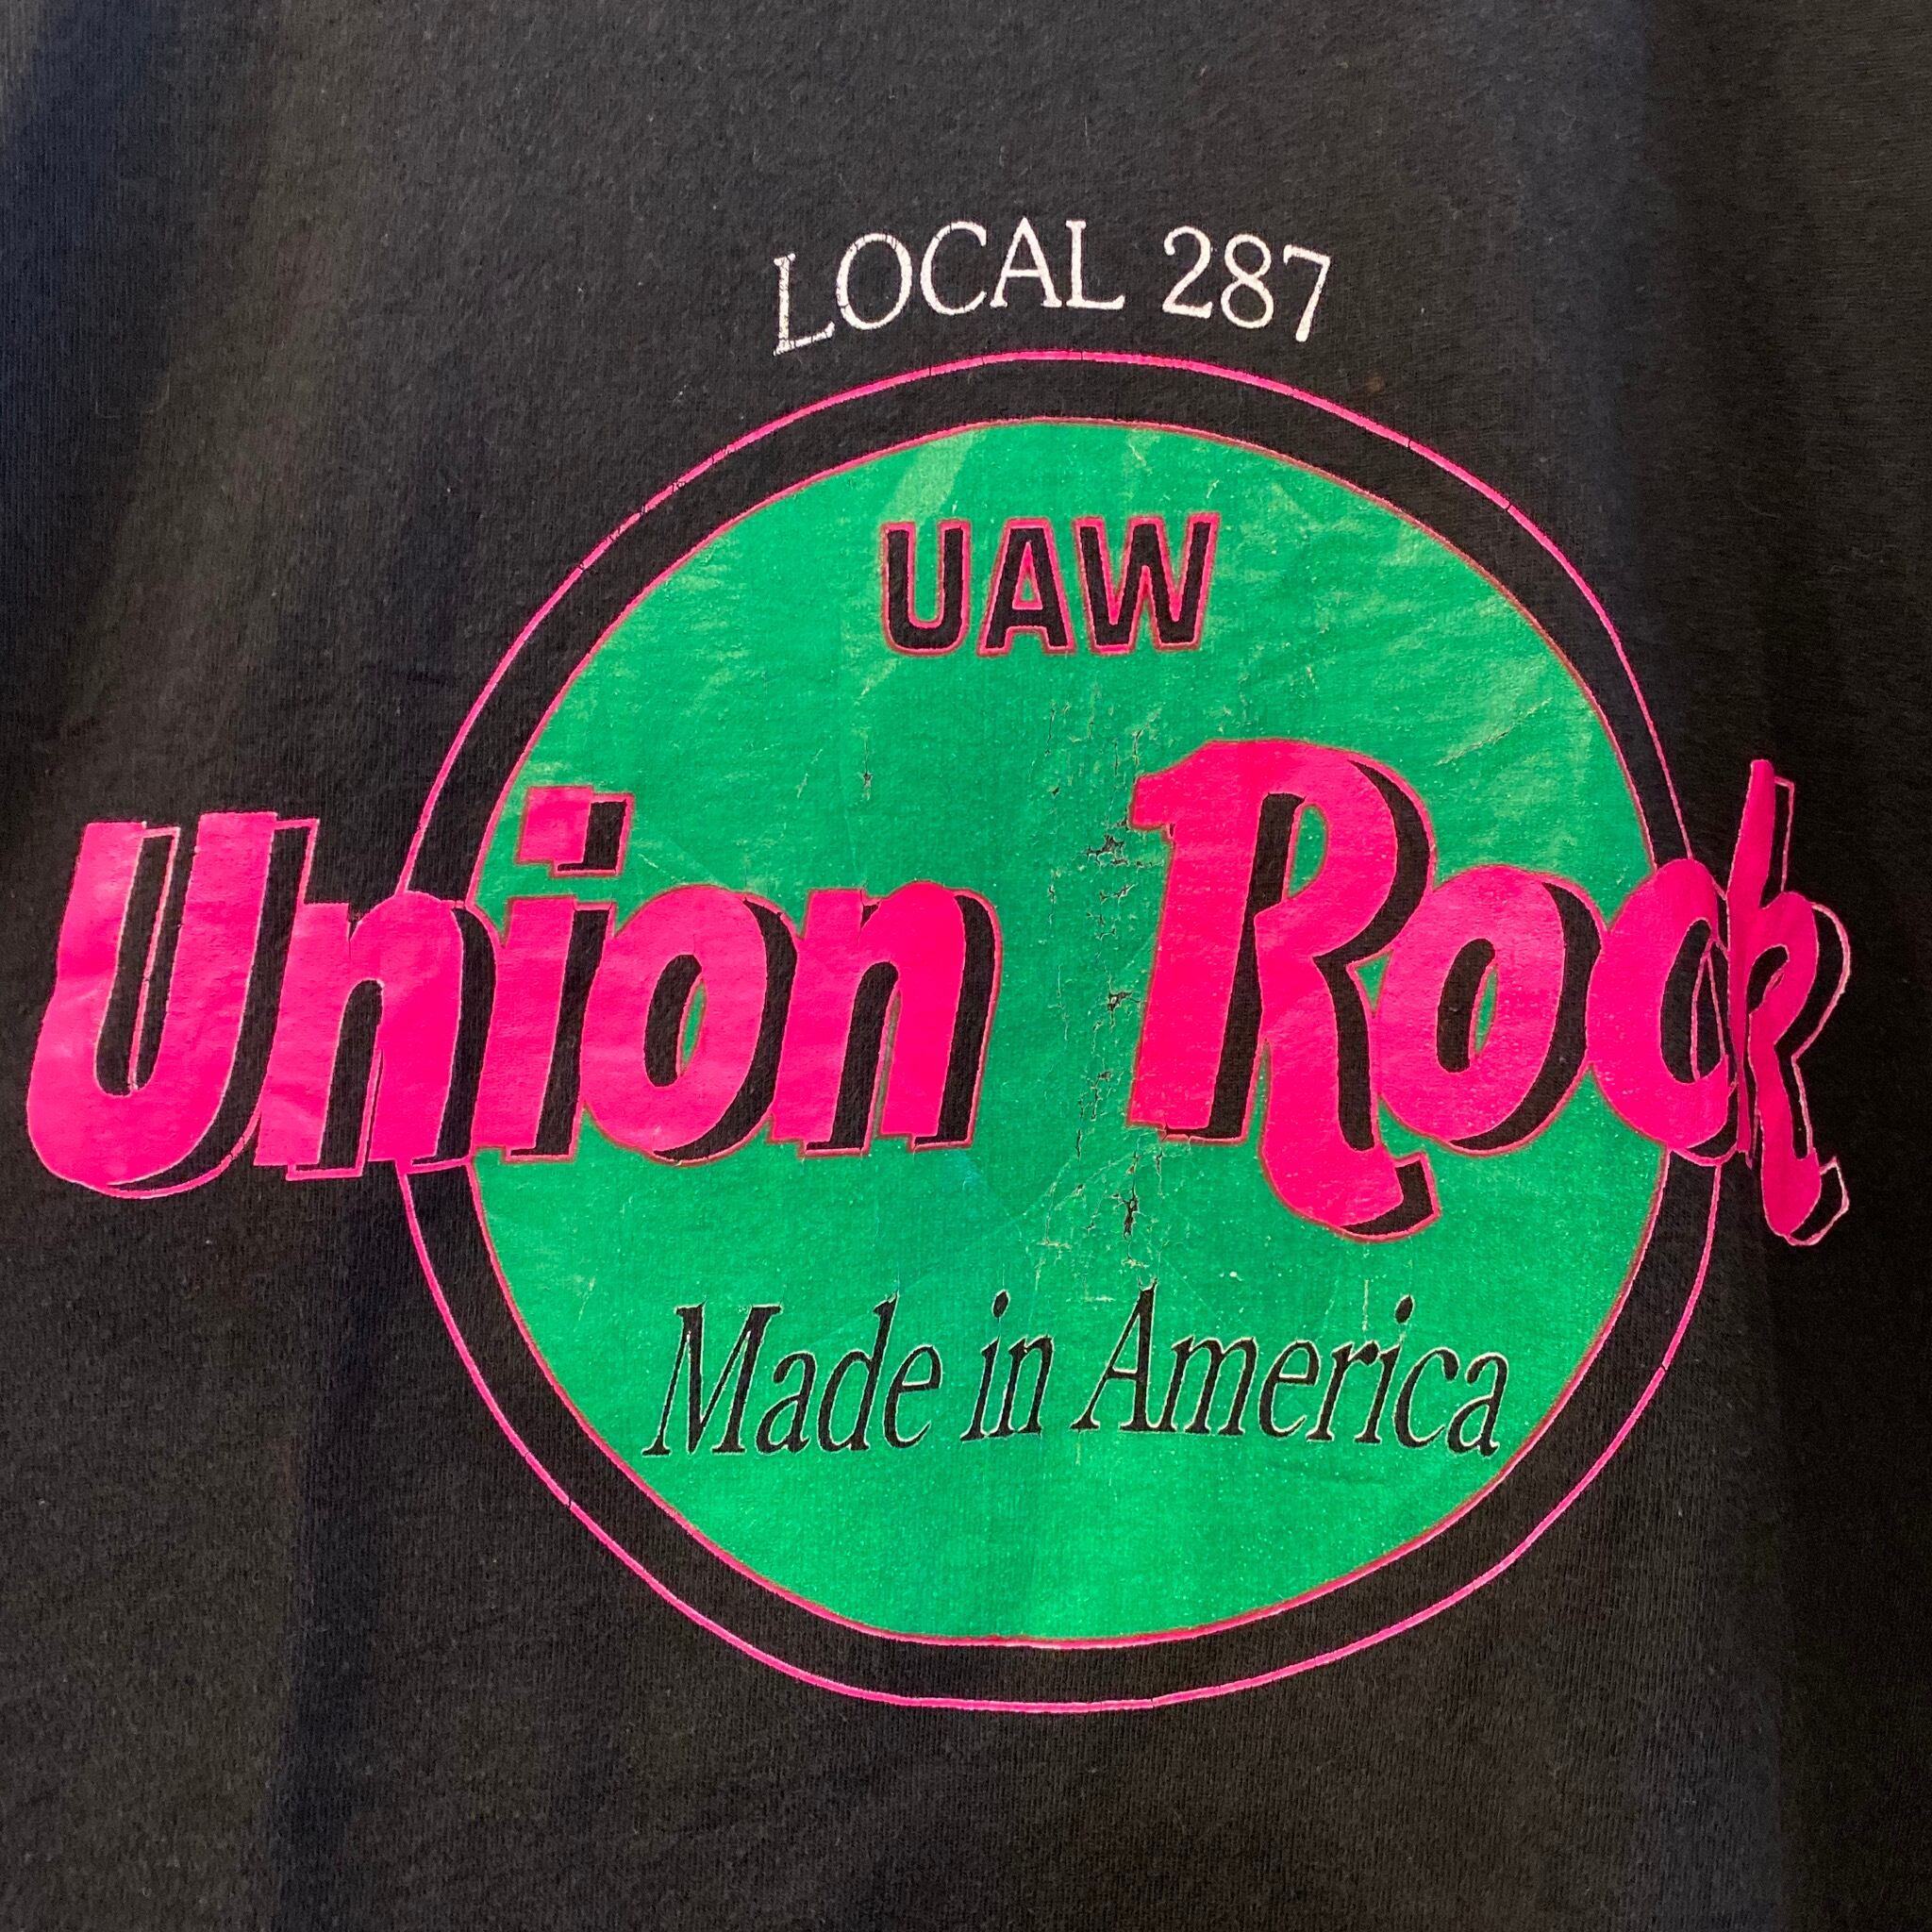 LOCAL 287
UAW
Union Rock
Made in America